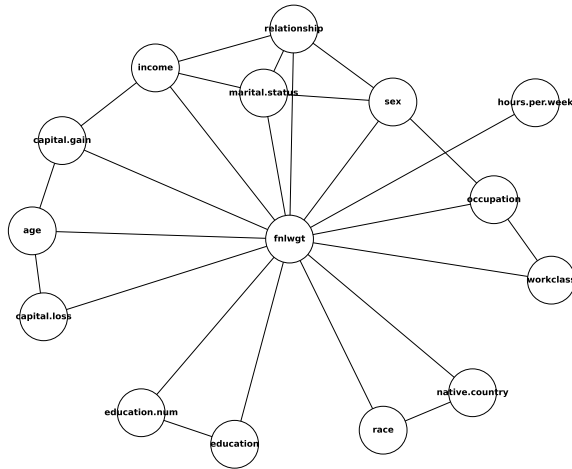 relationship
income
marital.status
sex
hours.per.week
capital.gain
occupation
age
fnlwgt
workclass
capital.loss
native.country
education.num
race
education